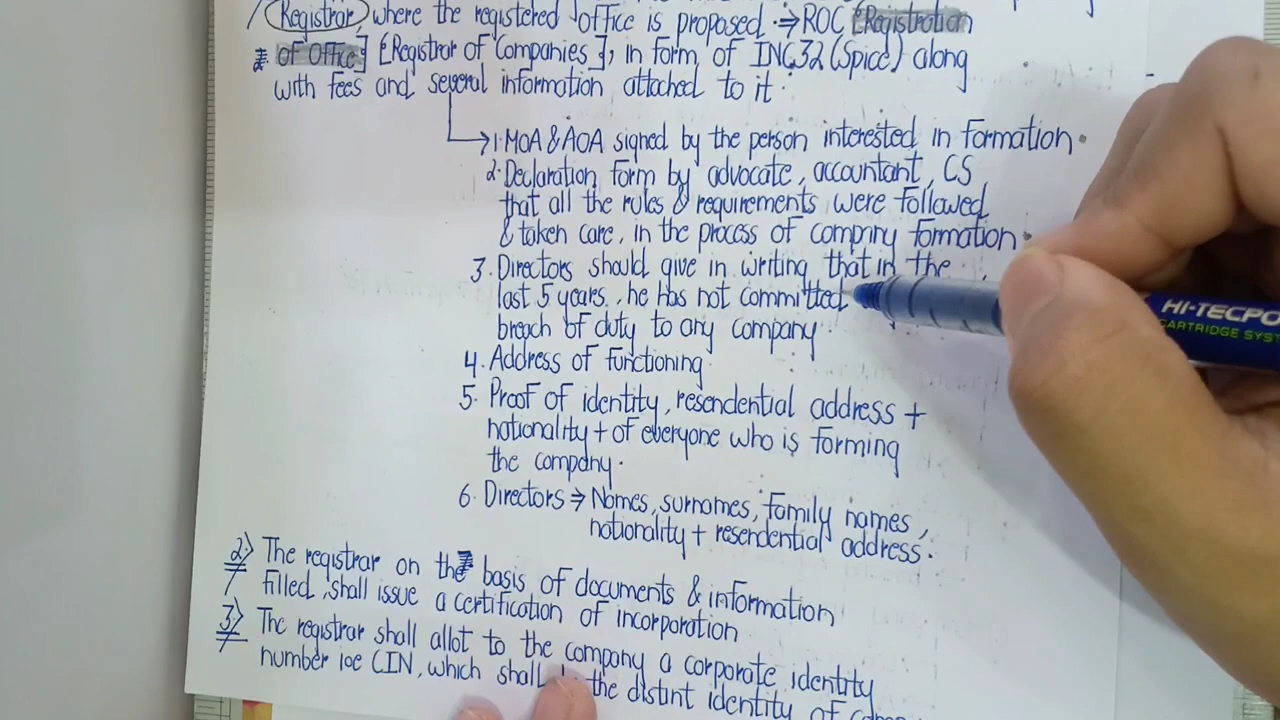 Registrar, where the registered office is proposed ⇒ ROC [Registration
of Office] [Registrar of Companies], in form of INC32 (Spice) along
with fees and several information attached to it.
1. MOA & AOA signed by the person interested in formation.
2. Declaration form by advocate, accountant, CS
that all the rules & requirements were followed
& taken care, in the process of company formation.
3. Directors should give in writing that in the
last 5 years, he has not committed
breach of duty to any company.
4. Address of functioning
5. Proof of identity, resendential address +
nationality + of everyone who is forming
the company.
6. Directors ⇒ Names, surnames, family names,
nationality + resendential address.
2) The registrar on the basis of documents & information
filled, shall issue a certification of incorporation
3) The registrar shall allot to the company a corporate identity
number ioe CIN, which shall the distint identity of
HI-TECPO
CARTRIDGE SYS